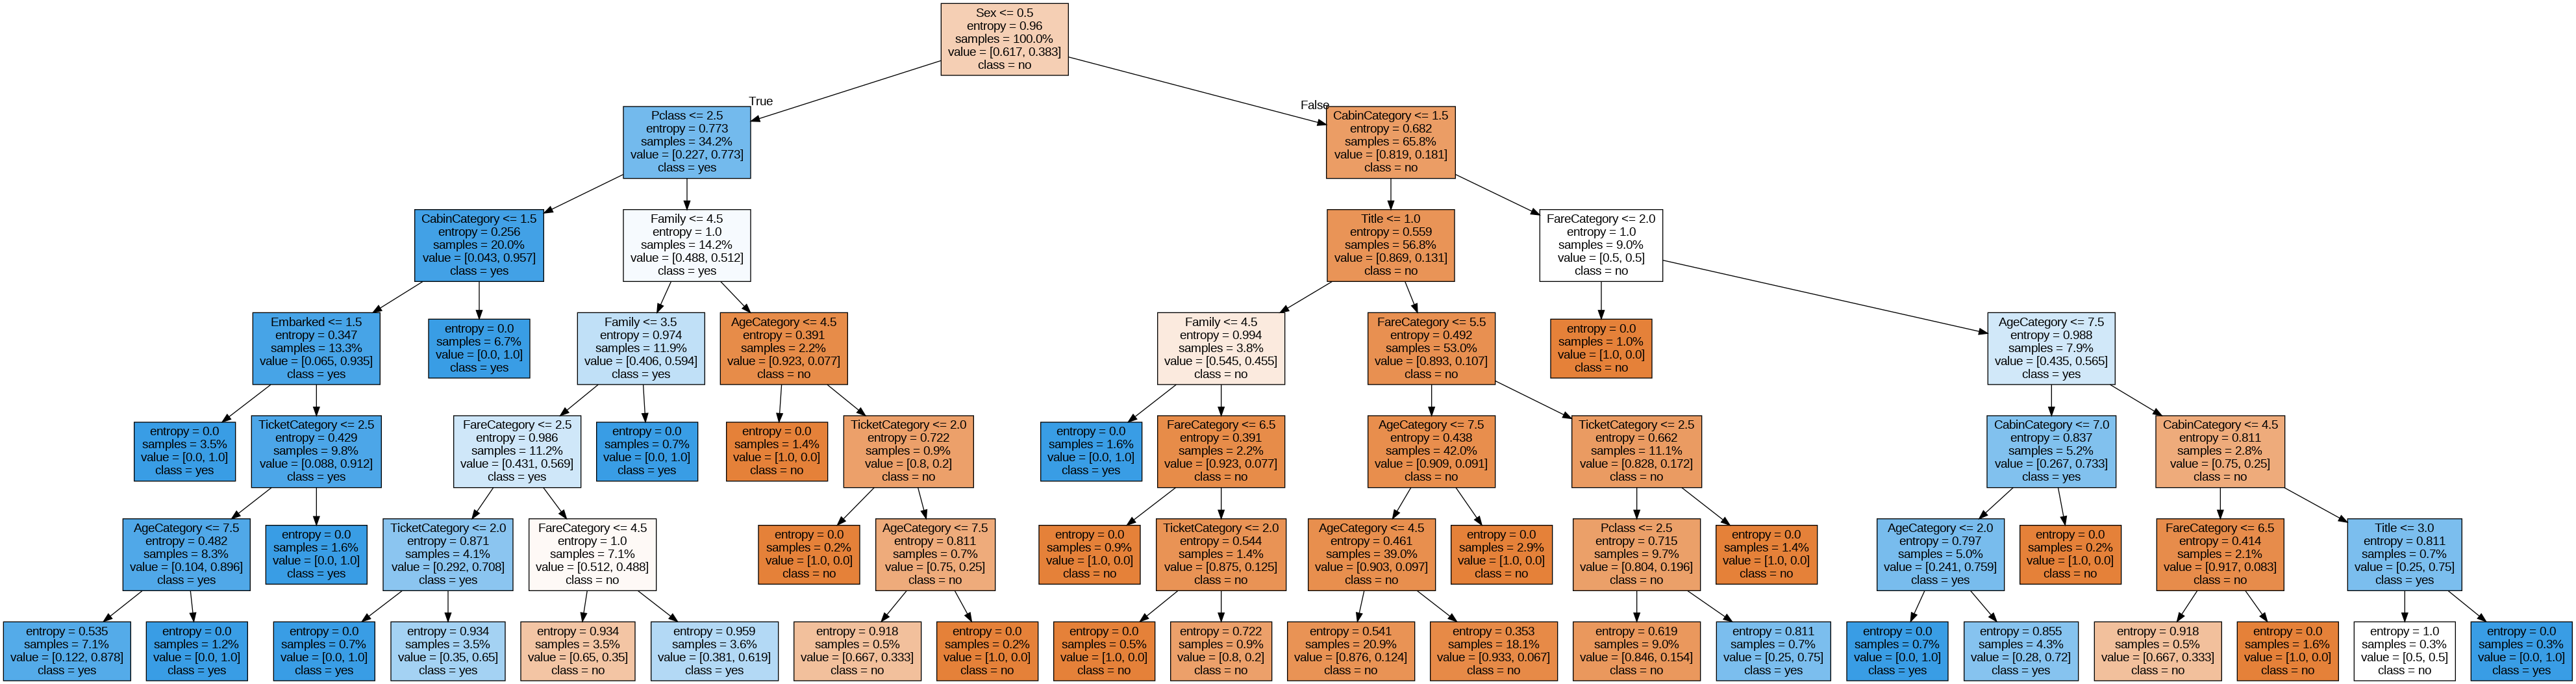 Sex <= 0.5
entropy = 0.96
samples = 100.0%
value = [0.617, 0.383]
class = no
True
False
Pclass <= 2.5
entropy = 0.773
samples = 34.2%
value = [0.227, 0.773]
class = yes
CabinCategory <= 1.5
entropy = 0.682
samples = 65.8%
value = [0.819, 0.181]
class = no
CabinCategory <= 1.5
entropy = 0.256
samples = 20.0%
value = [0.043, 0.957]
class = yes
Family <= 4.5
entropy = 1.0
samples = 14.2%
value = [0.488, 0.512]
class = yes
Title <= 1.0
entropy = 0.559
samples = 56.8%
value = [0.869, 0.131]
class = no
FareCategory <= 2.0
entropy = 1.0
samples = 9.0%
value = [0.5, 0.5]
class = no
Embarked <= 1.5
entropy = 0.347
samples = 13.3%
value = [0.065, 0.935]
class = yes
entropy = 0.0
samples = 6.7%
value = [0.0, 1.0]
class = yes
Family <= 3.5
entropy = 0.974
samples = 11.9%
value = [0.406, 0.594]
class = yes
AgeCategory <= 4.5
entropy = 0.391
samples = 2.2%
value = [0.923, 0.077]
class = no
Family <= 4.5
entropy = 0.994
samples = 3.8%
value = [0.545, 0.455]
class = no
FareCategory <= 5.5
entropy = 0.492
samples = 53.0%
value = [0.893, 0.107]
class = no
entropy = 0.0
samples = 1.0%
value = [1.0, 0.0]
class = no
AgeCategory <= 7.5
entropy = 0.988
samples = 7.9%
value = [0.435, 0.565]
class = yes
entropy = 0.0
samples = 3.5%
value = [0.0, 1.0]
class = yes
TicketCategory <= 2.5
entropy = 0.429
samples = 9.8%
value = [0.088, 0.912]
class = yes
FareCategory <= 2.5
entropy = 0.986
samples = 11.2%
value = [0.431, 0.569]
class = yes
entropy = 0.0
samples = 0.7%
value = [0.0, 1.0]
class = yes
entropy = 0.0
samples = 1.4%
value = [1.0, 0.0]
class = no
TicketCategory <= 2.0
entropy = 0.722
samples = 0.9%
value = [0.8, 0.2]
class = no
entropy = 0.0
samples = 1.6%
value = [0.0, 1.0]
class = yes
FareCategory <= 6.5
entropy = 0.391
samples = 2.2%
value = [0.923, 0.077]
class = no
AgeCategory <= 7.5
entropy = 0.438
samples = 42.0%
value = [0.909, 0.091]
class = no
TicketCategory <= 2.5
entropy = 0.662
samples = 11.1%
value = [0.828, 0.172]
class = no
CabinCategory <= 7.0
entropy = 0.837
samples = 5.2%
value = [0.267, 0.733]
class = yes
CabinCategory <= 4.5
entropy = 0.811
samples = 2.8%
value = [0.75, 0.25]
class = no
AgeCategory <= 7.5
entropy = 0.482
samples = 8.3%
value = [0.104, 0.896]
class = yes
entropy = 0.0
samples = 1.6%
value = [0.0, 1.0]
class = yes
TicketCategory <= 2.0
entropy = 0.871
samples = 4.1%
value = [0.292, 0.708]
class = yes
FareCategory <= 4.5
entropy = 1.0
samples = 7.1%
value = [0.512, 0.488]
class = no
entropy = 0.0
samples = 0.2%
value = [1.0, 0.0]
class = no
AgeCategory <= 7.5
entropy = 0.811
samples = 0.7%
value = [0.75, 0.25]
class = no
entropy = 0.0
samples = 0.9%
value = [1.0, 0.0]
class = no
TicketCategory <= 2.0
entropy = 0.544
samples = 1.4%
value = [0.875, 0.125]
class = no
AgeCategory <= 4.5
entropy = 0.461
samples = 39.0%
value = [0.903, 0.097]
class = no
entropy = 0.0
samples = 2.9%
value = [1.0, 0.0]
class = no
Pclass <= 2.5
entropy = 0.715
samples = 9.7%
value = [0.804, 0.196]
class = no
entropy = 0.0
samples = 1.4%
value = [1.0, 0.0]
class = no
AgeCategory <= 2.0
entropy = 0.797
samples = 5.0%
value = [0.241, 0.759]
class = yes
entropy = 0.0
samples = 0.2%
value = [1.0, 0.0]
class = no
FareCategory <= 6.5
entropy = 0.414
samples = 2.1%
value = [0.917, 0.083]
class = no
Title <= 3.0
entropy = 0.811
samples = 0.7%
value = [0.25, 0.75]
class = yes
entropy = 0.535
samples = 7.1%
value = [0.122, 0.878]
class = yes
entropy = 0.0
samples = 1.2%
value = [0.0, 1.0]
class = yes
entropy = 0.0
samples = 0.7%
value = [0.0, 1.0]
class = yes
entropy = 0.934
samples = 3.5%
value = [0.35, 0.65]
class = yes
entropy = 0.934
samples = 3.5%
value = [0.65, 0.35]
class = no
entropy = 0.959
samples = 3.6%
value = [0.381, 0.619]
class = yes
entropy = 0.918
samples = 0.5%
value = [0.667, 0.333]
class = no
entropy = 0.0
samples = 0.2%
value = [1.0, 0.0]
class = no
entropy = 0.0
samples = 0.5%
value = [1.0, 0.0]
class = no
entropy = 0.722
samples = 0.9%
value = [0.8, 0.2]
class = no
entropy = 0.541
samples = 20.9%
value = [0.876, 0.124]
class = no
entropy = 0.353
samples = 18.1%
value = [0.933, 0.067]
class = no
entropy = 0.619
samples = 9.0%
value = [0.846, 0.154]
class = no
entropy = 0.811
samples = 0.7%
value = [0.25, 0.75]
class = yes
entropy = 0.0
samples = 0.7%
value = [0.0, 1.0]
class = yes
entropy = 0.855
samples = 4.3%
value = [0.28, 0.72]
class = yes
entropy = 0.918
samples = 0.5%
value = [0.667, 0.333]
class = no
entropy = 0.0
samples = 1.6%
value = [1.0, 0.0]
class = no
entropy = 1.0
samples = 0.3%
value = [0.5, 0.5]
class = no
entropy = 0.0
samples = 0.3%
value = [0.0, 1.0]
class = yes